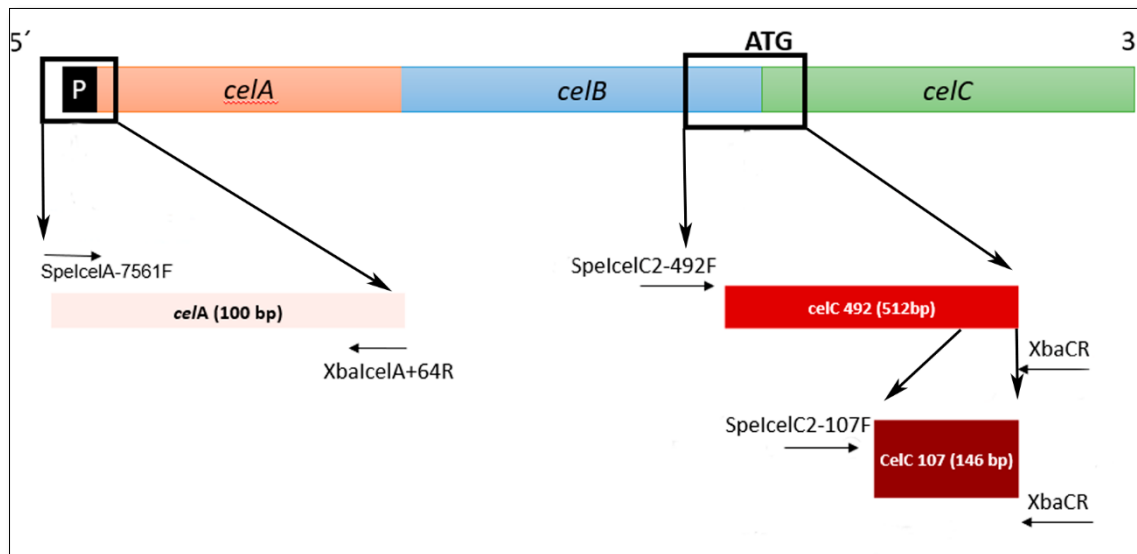 5´
ATG
3
P
celA
celB
celC
SpeIcelA-7561F
SpeIcelC2-492F
celA (100 bp)
celC 492 (512bp)
XbaIcelA+64R
XbaCR
SpeIcelC2-107F
CelC 107 (146 bp)
XbaCR